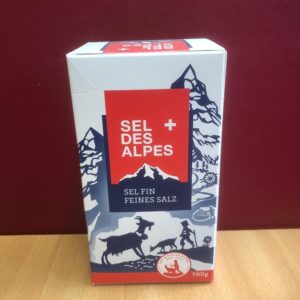 SEL
DES
ALPES
SEL FIN
FEINES SALZ
700g